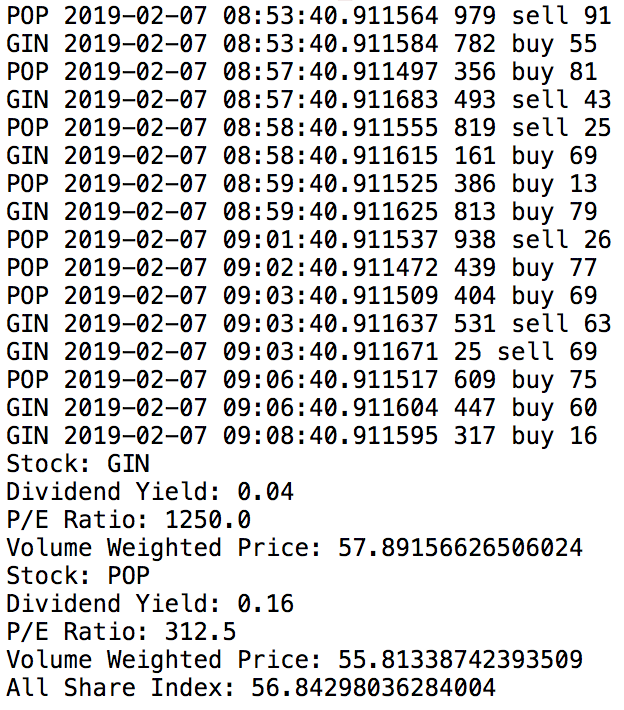 POP 2019-02-07 08:53:40.911564 979 sell 91
GIN 2019-02-07 08:53:40.911584 782 buy 55
POP 2019-02-07 08:57:40.911497 356 buy 81
GIN 2019-02-07 08:57:40.911683 493 sell 43
POP 2019-02-07 08:58:40.911555 819 sell 25
GIN 2019-02-07 08:58:40.911615 161 buy 69
POP 2019-02-07 08:59:40.911525 386 buy 13
GIN 2019-02-07 08:59:40.911625 813 buy 79
POP 2019-02-07 09:01:40.911537 938 sell 26
POP 2019-02-07 09:02:40.911472 439 buy 77
POP 2019-02-07 09:03:40.911509 404 buy 69
GIN 2019-02-07 09:03:40.911637 531 sell 63
GIN 2019-02-07 09:03:40.911671 25 sell 69
POP 2019-02-07 09:06:40.911517 609 buy 75
GIN 2019-02-07 09:06:40.911604 447 buy 60
GIN 2019-02-07 09:08:40.911595 317 buy 16
Stock: GIN
Dividend Yield: 0.04
P/E Ratio: 1250.0
Volume Weighted Price: 57.89156626506024
Stock: POP
Dividend Yield: 0.16
P/E Ratio: 312.5
Volume Weighted Price: 55.81338742393509
All Share Index: 56.84298036284004